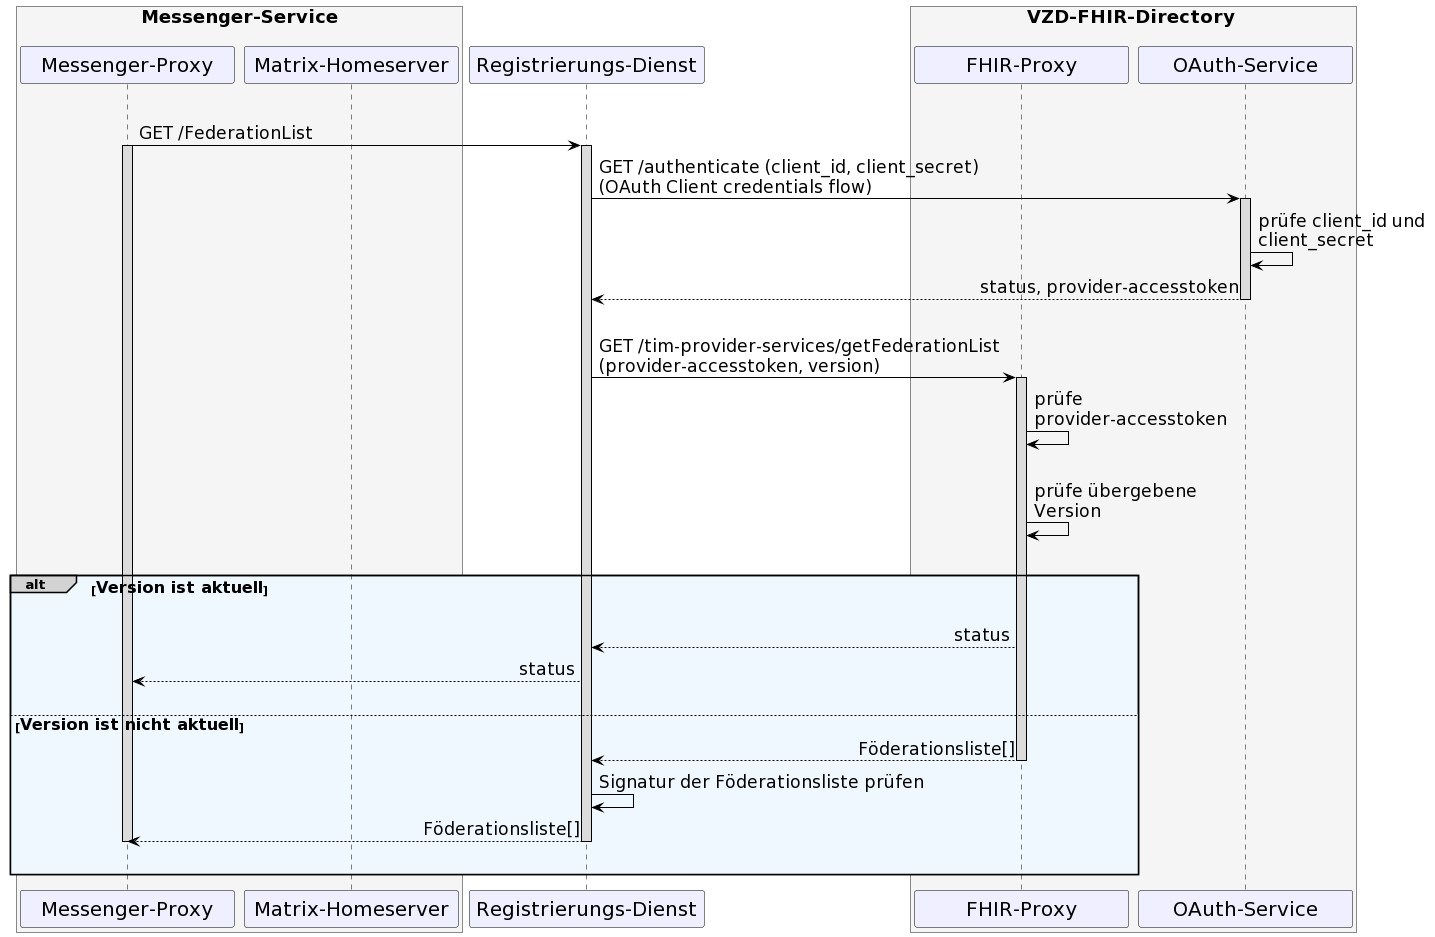 Messenger-Service
VZD-FHIR-Directory
Messenger-Proxy
Matrix-Homeserver
Registrierungs-Dienst
FHIR-Proxy
OAuth-Service
GET /FederationList
GET /authenticate (client_id, client_secret)
(OAuth Client credentials flow)
prüfe client_id und
client_secret
status, provider-accesstoken
GET /tim-provider-services/getFederationList
(provider-accesstoken, version)
prüfe
provider-accesstoken
prüfe übergebene
Version
alt
[Version ist aktuell]
status
status
[Version ist nicht aktuell]
Föderationsliste[]
Signatur der Föderationsliste prüfen
Föderationsliste[]
Messenger-Proxy
Matrix-Homeserver
Registrierungs-Dienst
FHIR-Proxy
OAuth-Service